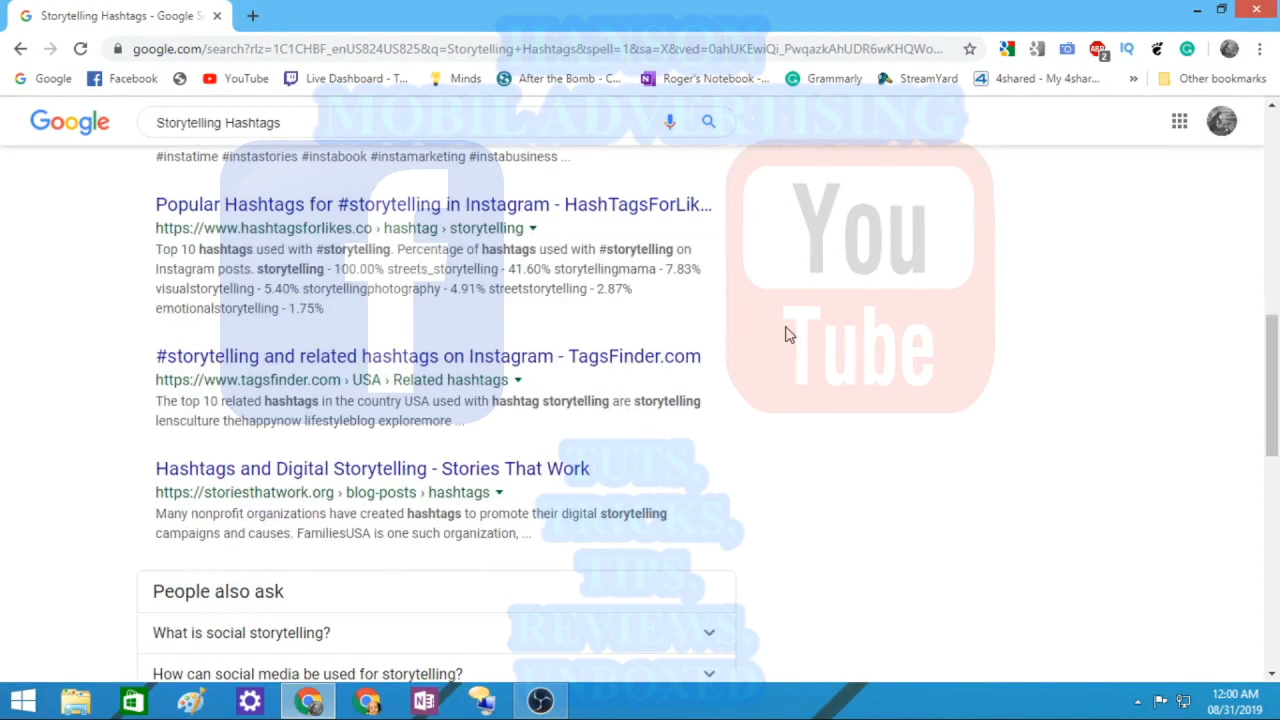 Storytelling Hashtags - Google S
google.com/search?rlz=1C1CHBF_enUS824US825&q=Storytelling+Hashtags&spell=1&sa=X&ved=0ahUKEwiQi_PwqazkAhUDR6wKHQWo...
Google Facebook YouTube Live Dashboard - T... Minds After the Bomb - C... Roger's Notebook -... Grammarly StreamYard 4shared - My 4shar... » Other bookmarks
Google Storytelling Hashtags
MOBILE ADVERTISING
#instatime #instastories #instabook #instamarketing #instabusiness ...
Popular Hashtags for #storytelling in Instagram - HashTagsForLik...
https://www.hashtagsforlikes.co › hashtag › storytelling
Top 10 hashtags used with #storytelling. Percentage of hashtags used with #storytelling on
Instagram posts. storytelling - 100.00% streets_storytelling - 41.60% storytellingmama - 7.83%
visualstorytelling - 5.40% storytellingphotography - 4.91% streetstorytelling - 2.87%
emotionalstorytelling - 1.75%
You
Tube
#storytelling and related hashtags on Instagram - TagsFinder.com
https://www.tagsfinder.com › USA › Related hashtags
The top 10 related hashtags in the country USA used with hashtag storytelling are storytelling
lensculture thehappynow lifestyleblog exploremore ...
Hashtags and Digital Storytelling - Stories That Work
https://storiesthatwork.org › blog-posts › hashtags
Many nonprofit organizations have created hashtags to promote their digital storytelling
campaigns and causes. FamiliesUSA is one such organization, ...
TUTS,
TRICKS,
TIPS,
REVIEWS,
UNBOXED
People also ask
What is social storytelling?
How can social media be used for storytelling?
12:00 AM
08/31/2019